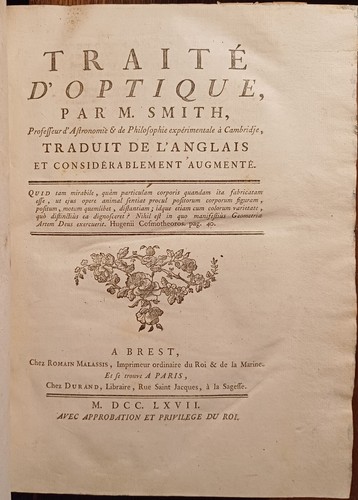 TRAITÉ
D'OPTIQUE,
PAR M. SMITH,
Professeur d'Astronomie & de Philosophie expérimentale à Cambridje,
TRADUIT DE L'ANGLAIS
ET CONSIDÉRABLEMENT AUGMENTÉ.
QUID tam mirabile, quàm particulam corporis quandam ita fabricatam
esse, ut ejus opere animal sentiat procul positorum corporum figuram,
positum, motum quemlibet, distantiam; idque etiam cum colorum varietate,
quò distinctius ea dignosceret? Nihil est in quo manifestiùs Geometriæ
Artem Deus exercuerit. Hugenii Cosmotheoros. pag. 40.
A BREST,
Chez ROMAIN MALASSIS, Imprimeur ordinaire du Roi & de la Marine.
Et se trouve A PARIS,
Chez DURAND, Libraire, Rue Saint Jacques, à la Sagesse.
M. DCC. LXVII.
AVEC APPROBATION ET PRIVILEGE DU ROI.